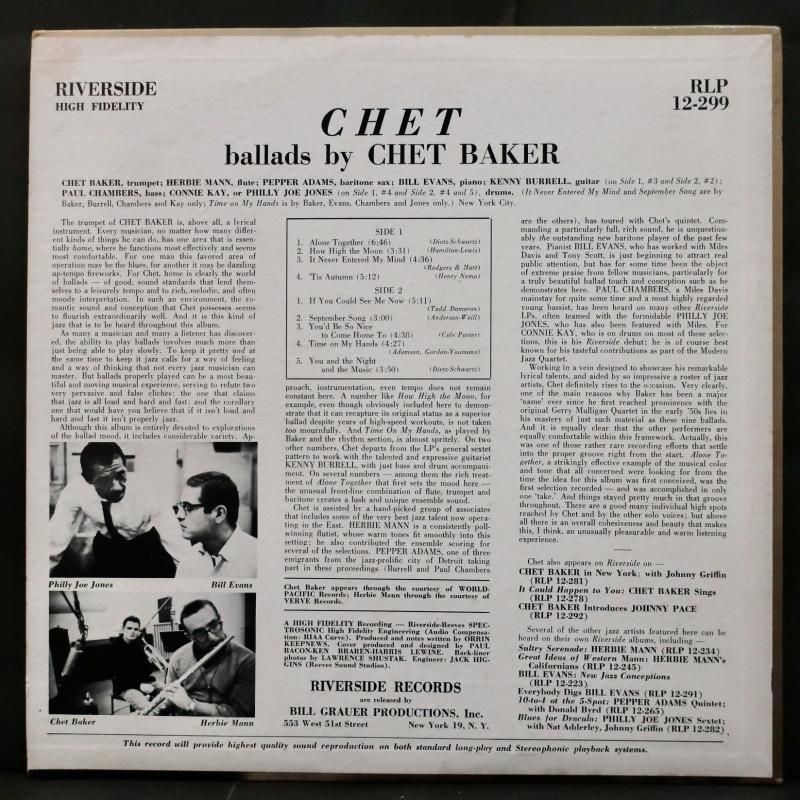 RIVERSIDE
HIGH FIDELITY
RLP
12-299
CHET
ballads by CHET BAKER
CHET BAKER, trumpet; HERBIE MANN, flute; PEPPER ADAMS, baritone sax; BILL EVANS, piano; KENNY BURRELL, guitar (on Side 1, #3 and Side 2, #2);
PAUL CHAMBERS, bass; CONNIE KAY, or PHILLY JOE JONES (on Side 1, #4 and Side 2, #4 and 5), drums. (It Never Entered My Mind and September Song are by
Baker, Burrell, Chambers and Kay only; Time on My Hands is by Baker, Evans, Chambers and Jones only.) New York City.
The trumpet of CHET BAKER is, above all, a lyrical
instrument. Every musician, no matter how many differ-
ent kinds of things he can do, has one area that is essen-
tially home, where he functions most effectively and seems
most comfortable. For one man this favored area of
operation may be the blues, for another it may be dazzling
up-tempo fireworks. For Chet, home is clearly the world
of ballads — of good, sound standards that lend them-
selves to a leisurely tempo and to rich, melodic, and often
moody interpretation. In such an environment, the ro-
mantic sound and conception that Chet possesses seems
to flourish extraordinarily well. And it is this kind of
jazz that is to be heard throughout this album.
As many a musician and many a listener has discover-
ed, the ability to play ballads involves much more than
just being able to play slowly. To keep it pretty and at
the same time to keep it jazz calls for a way of feeling
and a way of thinking that not every jazz musician can
master. But ballads properly played can be a most beau-
tiful and moving musical experience, serving to refute two
very pervasive and false cliches: the one that claims
that jazz is all loud and hard and fast; and the corollary
one that would have you believe that if it isn't loud and
hard and fast it isn't properly jazz.
Although this album is entirely devoted to explorations
of the ballad mood, it includes considerable variety. Ap-
Philly Joe Jones
Bill Evans
Chet Baker
Herbie Mann
SIDE 1
1. Alone Together (6:46) (Dietz-Schwartz)
2. How High the Moon (3:31) (Hamilton-Lewis)
3. It Never Entered My Mind (4:36)
(Rodgers & Hart)
4. 'Tis Autumn (5:12) (Henry Nemo)
SIDE 2
1. If You Could See Me Now (5:11)
(Tadd Dameron)
2. September Song (3:00) (Anderson-Weill)
3. You'd Be So Nice
to Come Home To (4:38) (Cole Porter)
4. Time on My Hands (4:27)
(Adamson, Gordon-Youmans)
5. You and the Night
and the Music (3:50) (Dietz-Schwartz)
proach, instrumentation, even tempo does not remain
constant here. A number like How High the Moon, for
example, even though obviously included here to demon-
strate that it can recapture its original status as a superior
ballad despite years of high-speed workouts, is not taken
too mournfully. And Time On My Hands, as played by
Baker and the rhythm section, is almost spritely. On two
other numbers, Chet departs from the LP's general sextet
pattern to work with the talented and expressive guitarist
KENNY BURRELL, with just bass and drum accompani-
ment. On several numbers — among them the rich treat-
ment of Alone Together that first sets the mood here —
the unusual front-line combination of flute, trumpet and
baritone creates a lush and unique ensemble sound.
Chet is assisted by a hand-picked group of associates
that includes some of the very best jazz talent now opera-
ting in the East. HERBIE MANN is a consistently poll-
winning flutist, whose warm tones fit smoothly into this
setting; he also contributed the ensemble scoring for
several of the selections. PEPPER ADAMS, one of three
emigrants from the jazz-prolific city of Detroit taking
part in these proceedings (Burrell and Paul Chambers
Chet Baker appears through the courtesy of WORLD-
PACIFIC Records; Herbie Mann through the courtesy of
VERVE Records.
A HIGH FIDELITY Recording — Riverside-Reeves SPEC-
TROSONIC High Fidelity Engineering (Audio Compensa-
tion: RIAA Curve). Produced and notes written by ORRIN
KEEPNEWS. Cover produced and designed by PAUL
BACON-KEN BRAREN-HARRIS LEWINE. Back-liner
photos by LAWRENCE SHUSTAK. Engineer: JACK HIG-
GINS (Reeves Sound Studios).
RIVERSIDE RECORDS
are released by
BILL GRAUER PRODUCTIONS, Inc.
553 West 51st Street New York 19, N. Y.
are the others), has toured with Chet's quintet. Com-
manding a particularly full, rich sound, he is unquestion-
ably the outstanding new baritone player of the past few
years. Pianist BILL EVANS, who has worked with Miles
Davis and Tony Scott, is just beginning to attract real
public attention, but has for some time been the object
of extreme praise from fellow musicians, particularly for
a truly beautiful ballad touch and conception such as he
demonstrates here. PAUL CHAMBERS, a Miles Davis
mainstay for quite some time and a most highly regarded
young bassist, has been heard on many other Riverside
LPs, often teamed with the formidable PHILLY JOE
JONES, who has also been featured with Miles. For
CONNIE KAY, who is on drums on most of these selec-
tions, this is his Riverside debut; he is of course best
known for his tasteful contributions as part of the Modern
Jazz Quartet.
Working in a vein designed to showcase his remarkable
lyrical talents, and aided by so impressive a roster of jazz
artists, Chet definitely rises to the occasion. Very clearly,
one of the main reasons why Baker has been a major
'name' ever since he first reached prominence with the
original Gerry Mulligan Quartet in the early '50s lies in
his mastery of just such material as these nine ballads.
And it is equally clear that the other performers are
equally comfortable within this framework. Actually, this
was one of those rather rare recording efforts that settle
into the proper groove right from the start. Alone To-
gether, a strikingly effective example of the musical color
and tone that all concerned were looking for from the
time the idea for this album was first conceived, was the
first selection recorded — and was accomplished in only
one 'take.' And things stayed pretty much in that groove
throughout. There are a good many individual high spots
reached by Chet and by the other solo voices; but above
all there is an overall cohesiveness and beauty that makes
this, I think, an unusually pleasurable and warm listening
experience.
Chet also appears on Riverside on —
CHET BAKER in New York; with Johnny Griffin
(RLP 12-281)
It Could Happen to You: CHET BAKER Sings
(RLP 12-278)
CHET BAKER Introduces JOHNNY PACE
(RLP 12-292)
Several of the other jazz artists featured here can be
heard on their own Riverside albums, including —
Sultry Serenade: HERBIE MANN (RLP 12-234)
Great Ideas of Western Mann: HERBIE MANN's
Californians (RLP 12-245)
BILL EVANS: New Jazz Conceptions
(RLP 12-223)
Everybody Digs BILL EVANS (RLP 12-291)
10-to-4 at the 5-Spot: PEPPER ADAMS Quintet;
with Donald Byrd (RLP 12-265)
Blues for Dracula: PHILLY JOE JONES Sextet;
with Nat Adderley, Johnny Griffin (RLP 12-282)
This record will provide highest quality sound reproduction on both standard long-play and Stereophonic playback systems.